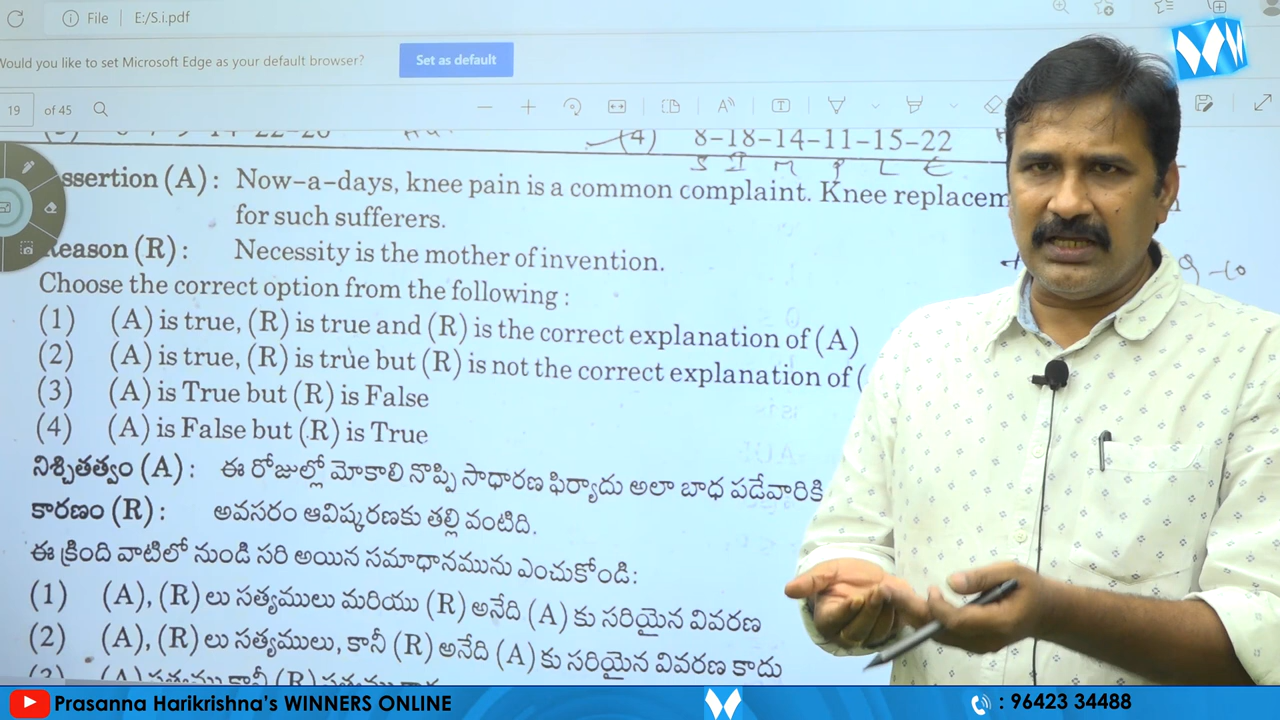 File E:/S.i.pdf
Would you like to set Microsoft Edge as your default browser? Set as default
19 of 45
(4) 8–18–14–11–15–22
S I M P L E
ssertion (A) : Now–a–days, knee pain is a common complaint. Knee replacem
for such sufferers.
Reason (R) : Necessity is the mother of invention.
9 –10
Choose the correct option from the following :
(1) (A) is true, (R) is true and (R) is the correct explanation of (A)
(2) (A) is true, (R) is true but (R) is not the correct explanation of (
(3) (A) is True but (R) is False
(4) (A) is False but (R) is True
నిశ్చితత్వం (A) : ఈ రోజుల్లో మోకాలి నొప్పి సాధారణ ఫిర్యాదు అలా బాధ పడేవారికి
కారణం (R) : అవసరం ఆవిష్కరణకు తల్లి వంటిది.
ఈ క్రింది వాటిలో నుండి సరి అయిన సమాధానమును ఎంచుకోండి:
(1) (A), (R) లు సత్యములు మరియు (R) అనేది (A) కు సరియైన వివరణ
(2) (A), (R) లు సత్యములు, కానీ (R) అనేది (A) కు సరియైన వివరణ కాదు
Prasanna Harikrishna's WINNERS ONLINE : 96423 34488